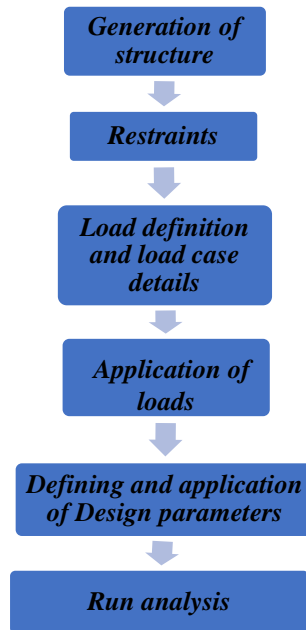 Generation of
structure
Restraints
Load definition
and load case
details
Application of
loads
Defining and application
of Design parameters
Run analysis